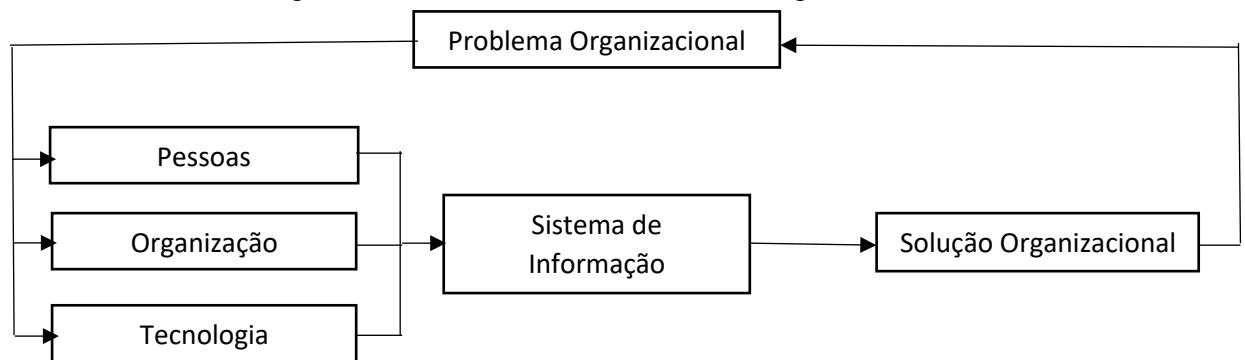 Problema Organizacional
Pessoas
Organização
Tecnologia
Sistema de
Informação
Solução Organizacional